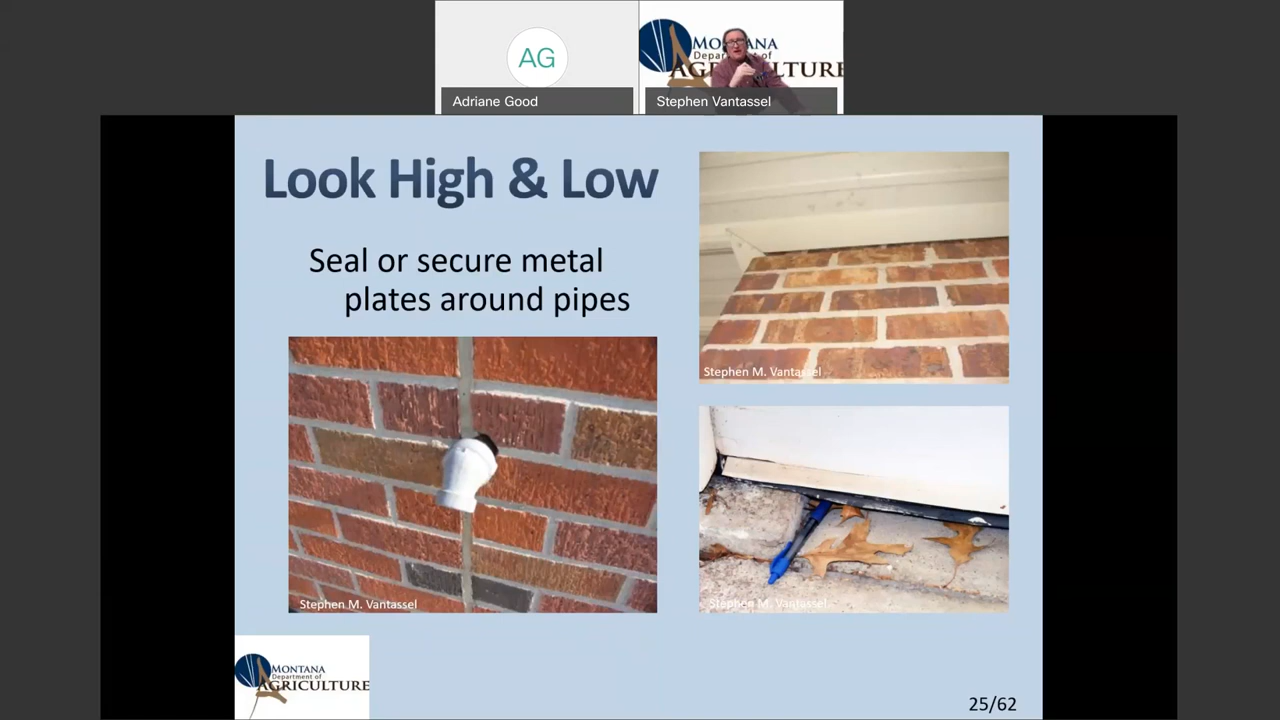 AG
Adriane Good
MONTANA
Department of
AGRICULTURE
Stephen Vantassel
Look High & Low
Seal or secure metal
plates around pipes
Stephen M. Vantassel
Stephen M. Vantassel
Stephen M. Vantassel
MONTANA
Department of
AGRICULTURE
25/62